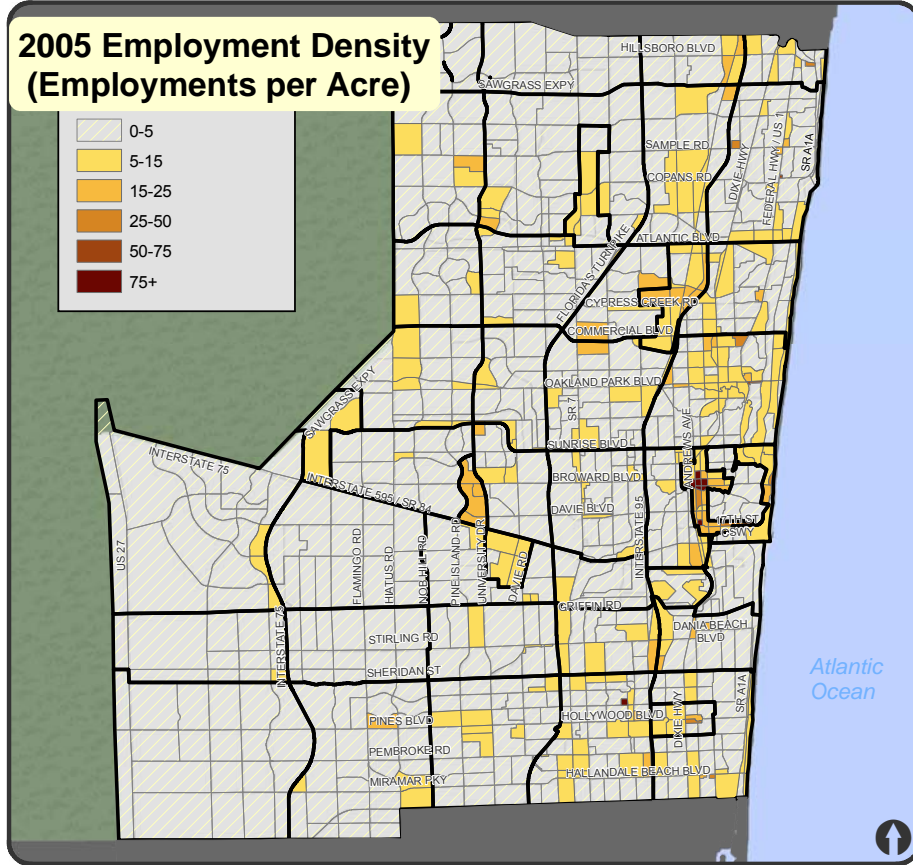 2005 Employment Density
(Employments per Acre)
0-5
5-15
15-25
25-50
50-75
75+
HILLSBORO BLVD
SAWGRASS EXPY
SAMPLE RD
COPANS RD
DIXIE HWY
FEDERAL HWY / US 1
SR A1A
ATLANTIC BLVD
FLORIDA'S TURNPIKE
CYPRESS CREEK RD
COMMERCIAL BLVD
OAKLAND PARK BLVD
SAWGRASS EXPY
SR 7
ANDREWS AVE
SUNRISE BLVD
INTERSTATE 75
BROWARD BLVD
INTERSTATE 595 / SR 84
DAVIE BLVD
17TH ST
CSWY
INTERSTATE 95
US 27
FLAMINGO RD
HIATUS RD
NOB HILL RD
PINE ISLAND RD
UNIVERSITY DR
DAVIE RD
GRIFFIN RD
DANIA BEACH
BLVD
STIRLING RD
INTERSTATE 75
SHERIDAN ST
SR A1A
Atlantic
Ocean
PINES BLVD
HOLLYWOOD BLVD
DIXIE HWY
PEMBROKE RD
MIRAMAR PKY
HALLANDALE BEACH BLVD